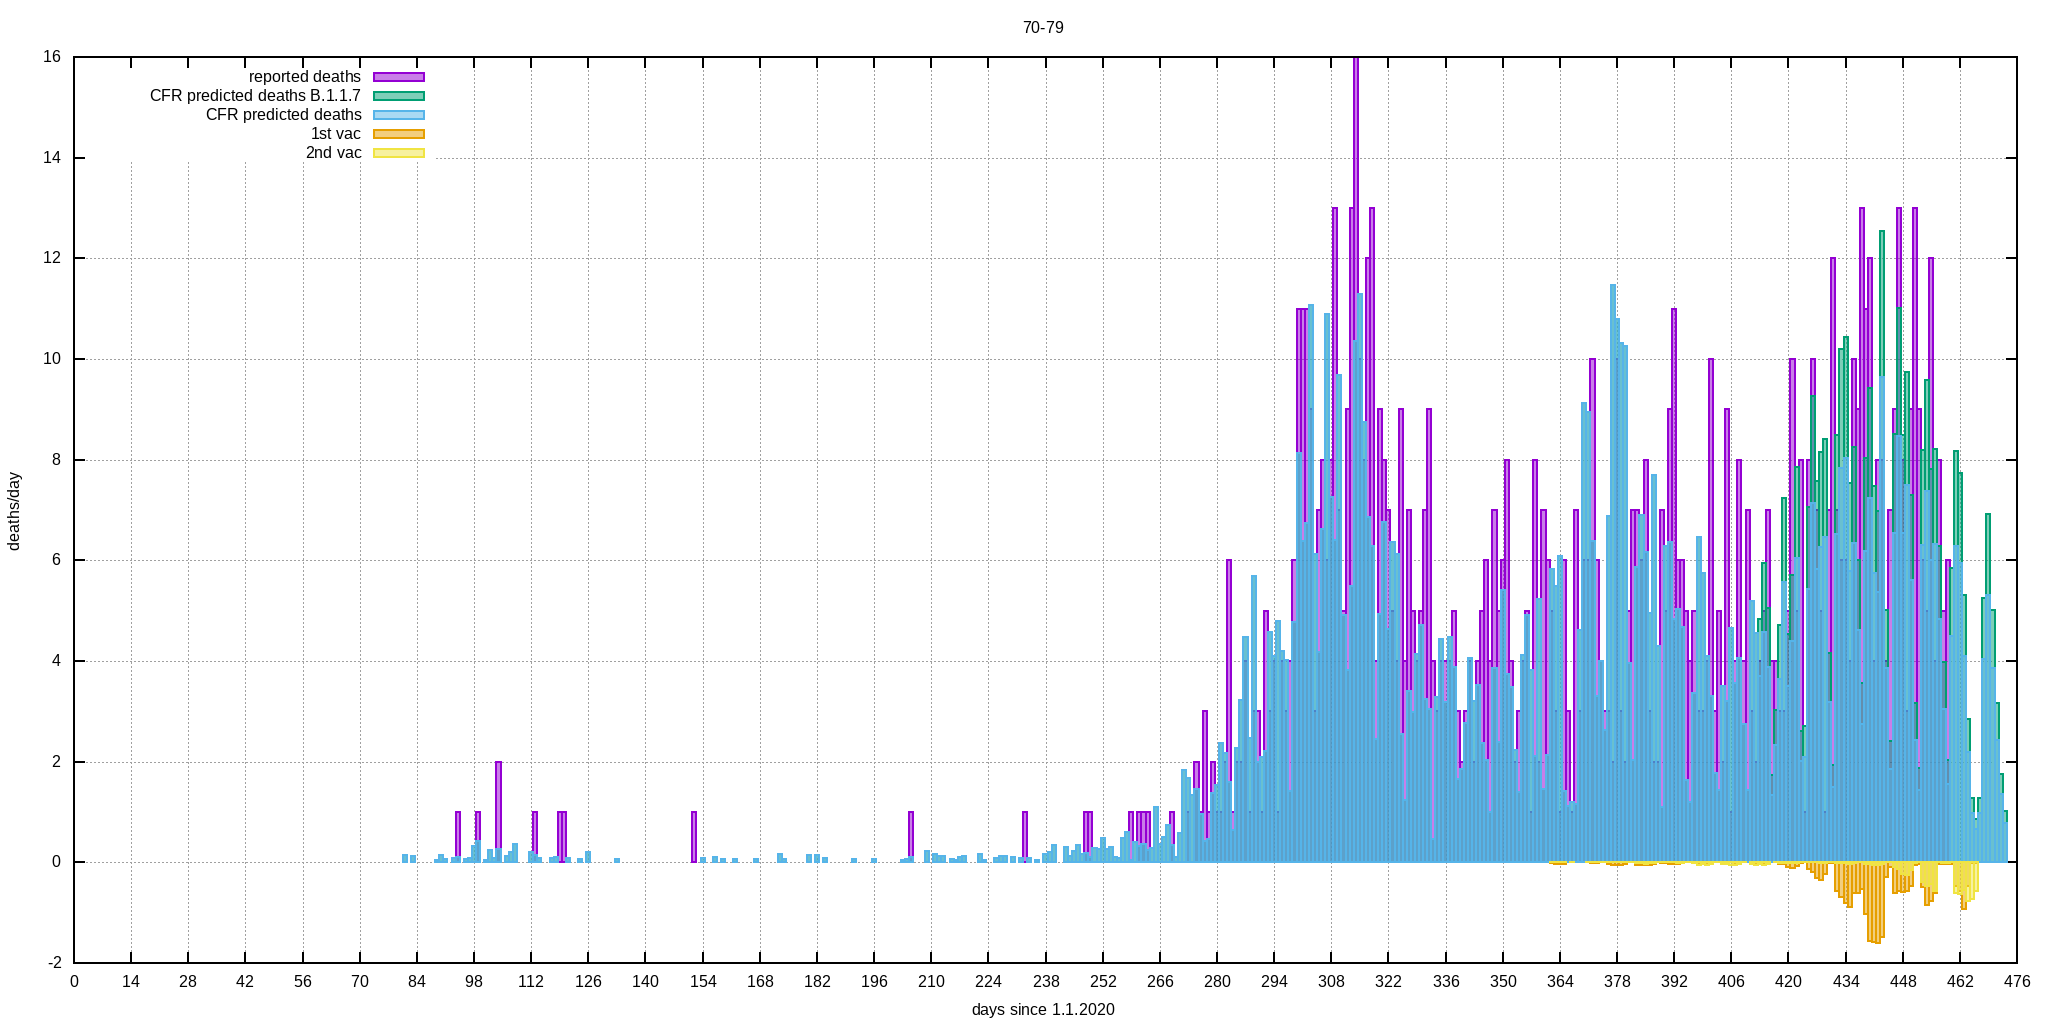 70-79
16
14
12
10
8
6
4
2
0
-2
deaths/day
reported deaths
CFR predicted deaths B.1.1.7
CFR predicted deaths
1st vac
2nd vac
0 14 28 42 56 70 84 98 112 126 140 154 168 182 196 210 224 238 252 266 280 294 308 322 336 350 364 378 392 406 420 434 448 462 476
days since 1.1.2020